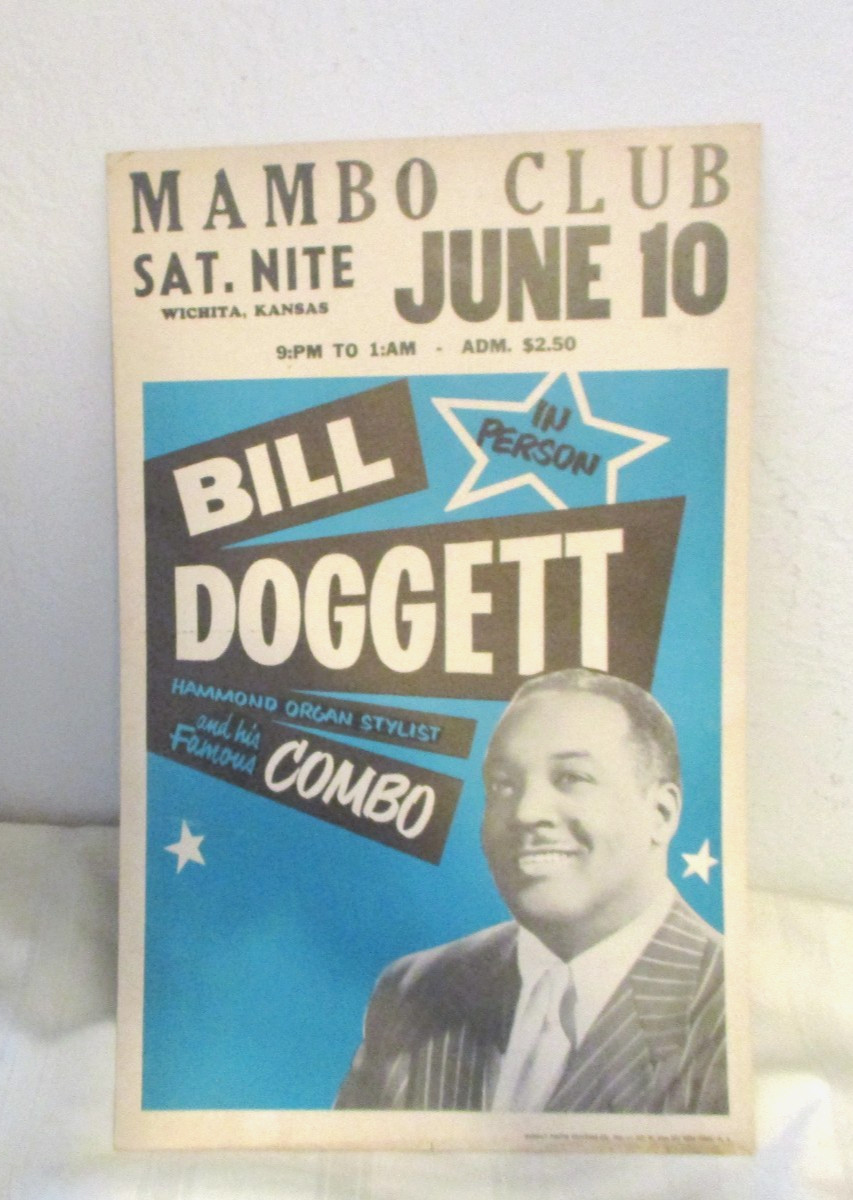 MAMBO CLUB
SAT. NITE JUNE 10
WICHITA, KANSAS
9:PM TO 1:AM - ADM. $2.50
IN
PERSON
BILL
DOGGETT
HAMMOND ORGAN STYLIST
and his
Famous COMBO